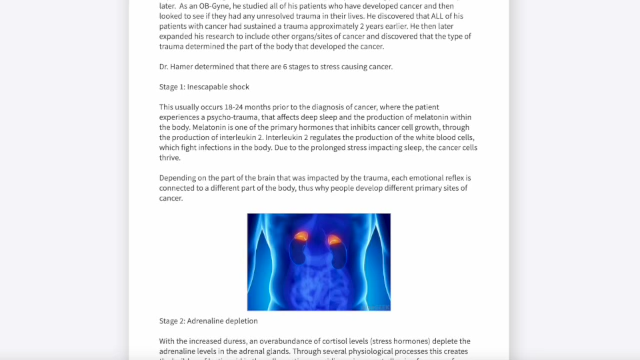 later. As an OB-Gyne, he studied all of his patients who have developed cancer and then
looked to see if they had any unresolved trauma in their lives. He discovered that ALL of his
patients with cancer had sustained a trauma approximately 2 years earlier. He then later
expanded his research to include other organs/sites of cancer and discovered that the type of
trauma determined the part of the body that developed the cancer.
Dr. Hamer determined that there are 6 stages to stress causing cancer.
Stage 1: Inescapable shock
This usually occurs 18-24 months prior to the diagnosis of cancer, where the patient
experiences a psycho-trauma, that affects deep sleep and the production of melatonin within
the body. Melatonin is one of the primary hormones that inhibits cancer cell growth, through
the production of interleukin 2. Interleukin 2 regulates the production of the white blood cells,
which fight infections in the body. Due to the prolonged stress impacting sleep, the cancer cells
thrive.
Depending on the part of the brain that was impacted by the trauma, each emotional reflex is
connected to a different part of the body, thus why people develop different primary sites of
cancer.
Stage 2: Adrenaline depletion
With the increased duress, an overabundance of cortisol levels (stress hormones) deplete the
adrenaline levels in the adrenal glands. Through several physiological processes this creates